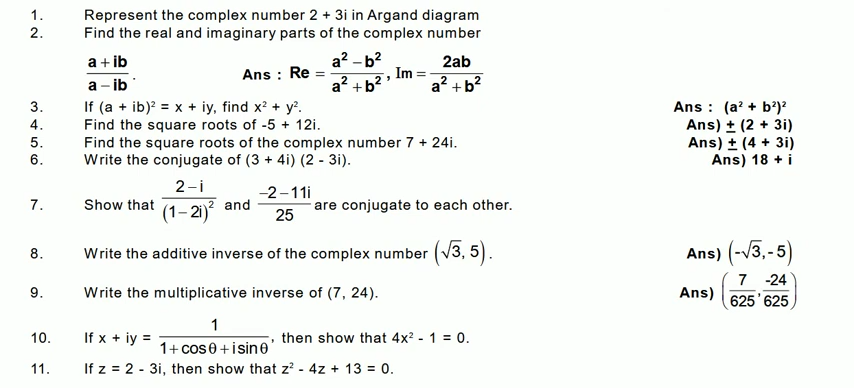 1. Represent the complex number 2 + 3i in Argand diagram
2. Find the real and imaginary parts of the complex number
(a + ib)/(a − ib) . Ans : Re = (a² − b²)/(a² + b²) , Im = 2ab/(a² + b²)
3. If (a + ib)² = x + iy, find x² + y². Ans : (a² + b²)²
4. Find the square roots of -5 + 12i. Ans) ± (2 + 3i)
5. Find the square roots of the complex number 7 + 24i. Ans) ± (4 + 3i)
6. Write the conjugate of (3 + 4i) (2 - 3i). Ans) 18 + i
7. Show that (2 − i)/(1 − 2i)² and (−2 − 11i)/25 are conjugate to each other.
8. Write the additive inverse of the complex number (√3, 5) . Ans) (-√3, - 5)
9. Write the multiplicative inverse of (7, 24). Ans) (7/625, -24/625)
10. If x + iy = 1/(1 + cosθ + isinθ), then show that 4x² - 1 = 0.
11. If z = 2 - 3i, then show that z² - 4z + 13 = 0.